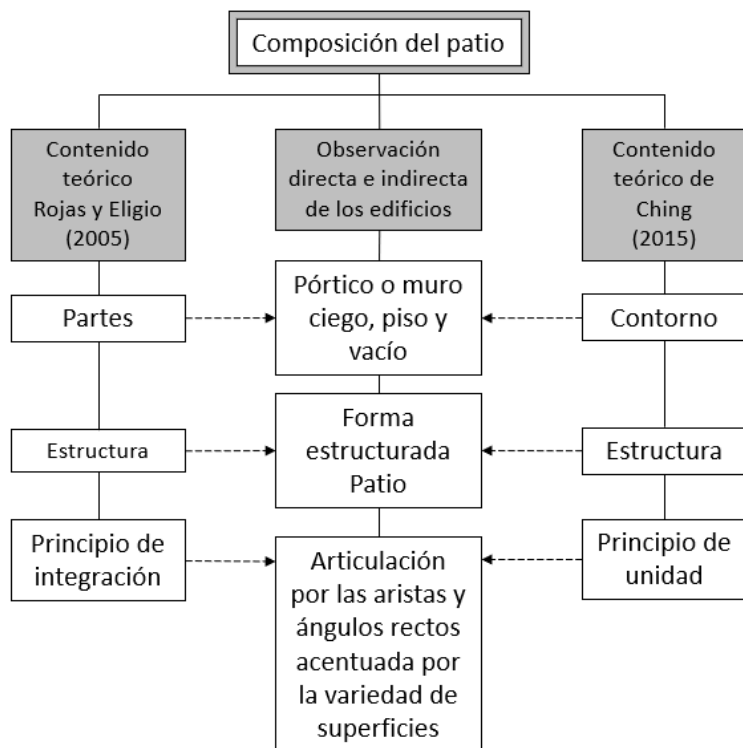 Composición del patio
Contenido
teórico
Rojas y Eligio
(2005)
Observación
directa e indirecta
de los edificios
Contenido
teórico de
Ching
(2015)
Partes
Pórtico o muro
ciego, piso y
vacío
Contorno
Estructura
Forma
estructurada
Patio
Estructura
Principio de
integración
Articulación
por las aristas y
ángulos rectos
acentuada por
la variedad de
superficies
Principio de
unidad